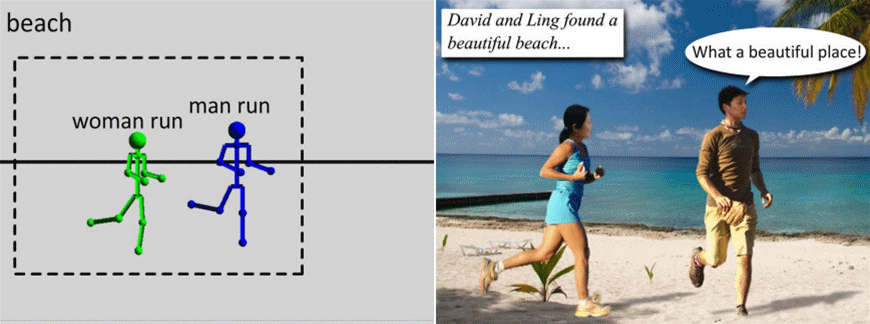 beach
woman run
man run
David and Ling found a
beautiful beach...
What a beautiful place!